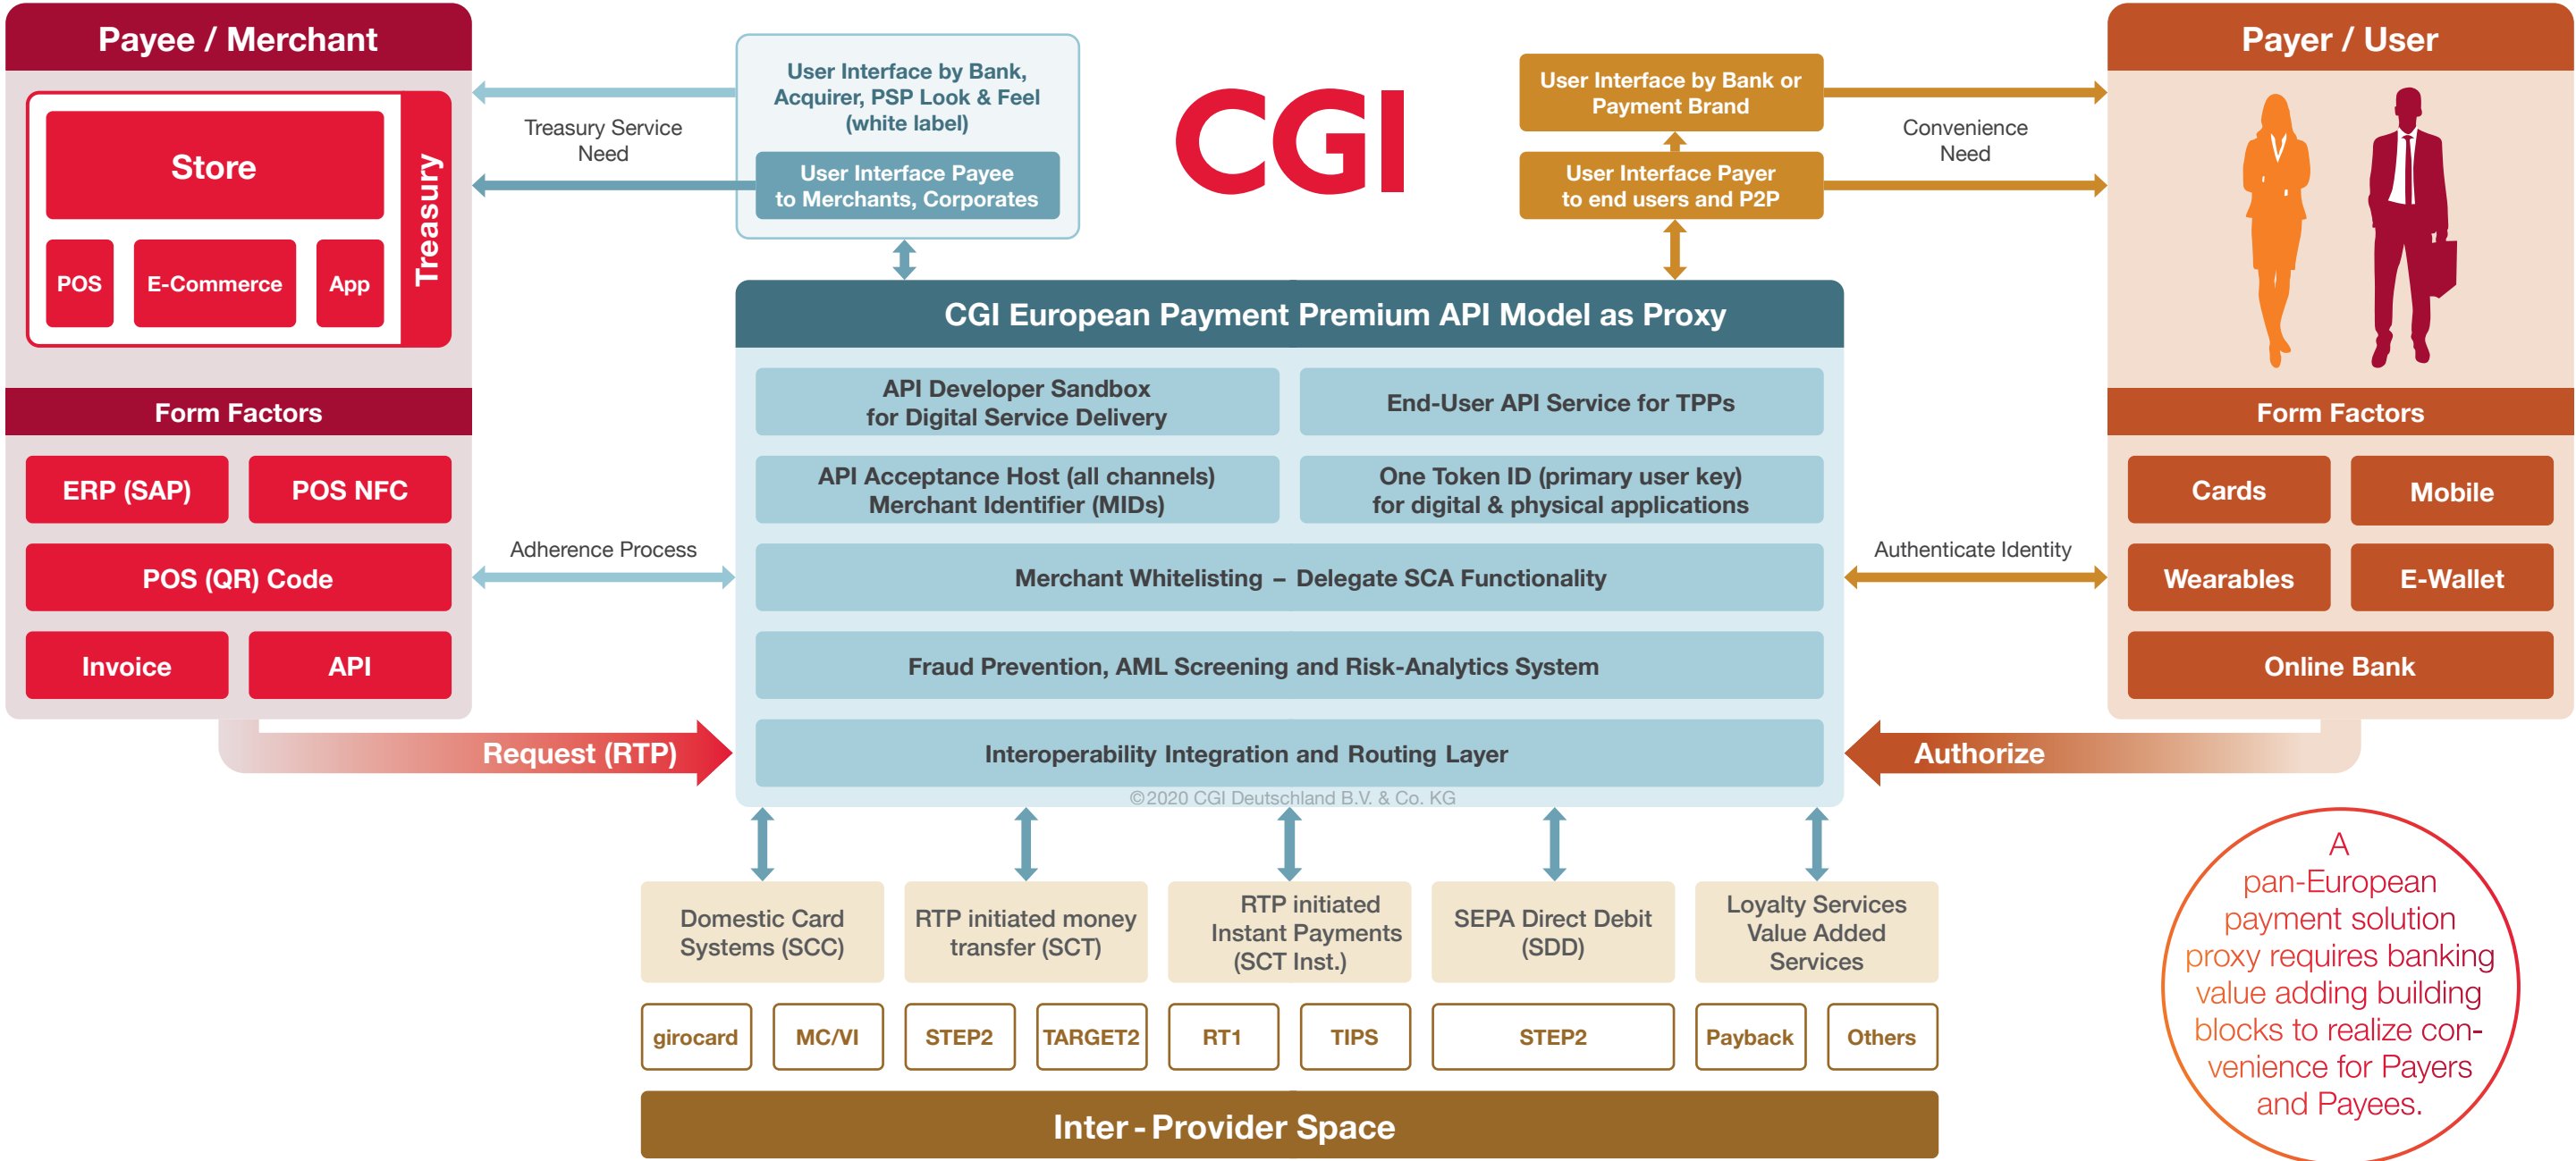 Payee / Merchant
Store
POS
E-Commerce
App
Treasury
Form Factors
ERP (SAP)
POS NFC
POS (QR) Code
Invoice
API
Request (RTP)
Treasury Service
Need
Adherence Process
User Interface by Bank,
Acquirer, PSP Look & Feel
(white label)
User Interface Payee
to Merchants, Corporates
CGI
User Interface by Bank or
Payment Brand
User Interface Payer
to end users and P2P
Convenience
Need
CGI European Payment Premium API Model as Proxy
API Developer Sandbox
for Digital Service Delivery
End-User API Service for TPPs
API Acceptance Host (all channels)
Merchant Identifier (MIDs)
One Token ID (primary user key)
for digital & physical applications
Merchant Whitelisting – Delegate SCA Functionality
Fraud Prevention, AML Screening and Risk-Analytics System
Interoperability Integration and Routing Layer
©2020 CGI Deutschland B.V. & Co. KG
Authenticate Identity
Payer / User
Form Factors
Cards
Mobile
Wearables
E-Wallet
Online Bank
Authorize
Domestic Card
Systems (SCC)
RTP initiated money
transfer (SCT)
RTP initiated
Instant Payments
(SCT Inst.)
SEPA Direct Debit
(SDD)
Loyalty Services
Value Added
Services
girocard
MC/VI
STEP2
TARGET2
RT1
TIPS
STEP2
Payback
Others
Inter - Provider Space
A
pan-European
payment solution
proxy requires banking
value adding building
blocks to realize con-
venience for Payers
and Payees.